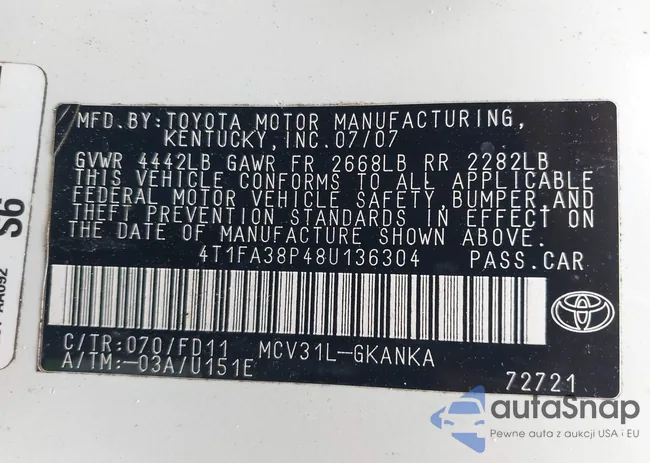 MFD.BY:TOYOTA MOTOR MANUFACTURING,
KENTUCKY,INC.07/07
GVWR 4442LB GAWR FR 2668LB RR 2282LB
THIS VEHICLE CONFORMS TO ALL APPLICABLE
FEDERAL MOTOR VEHICLE SAFETY,BUMPER,AND
THEFT PREVENTION STANDARDS IN EFFECT ON
THE DATE OF MANUFACTURE SHOWN ABOVE.
4T1FA38P48U136304 PASS.CAR
C/TR:070/FD11 MCV31L-GKANKA
A/TM:-03A/U151E
72721
S6
AA092
autaSnap
Pewne auta z aukcji USA i EU